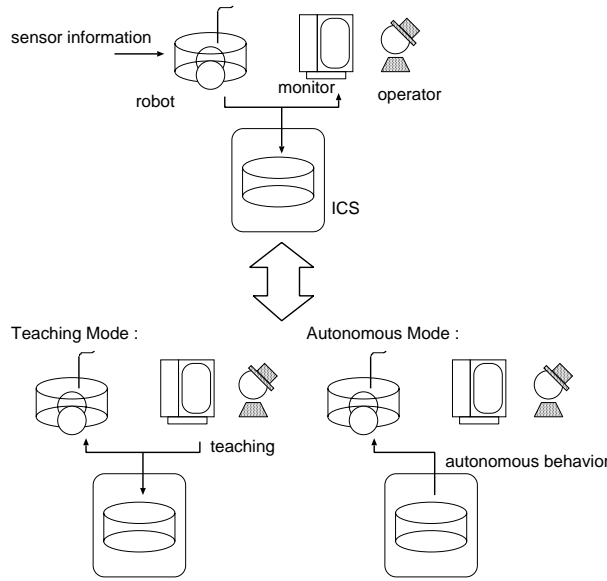 sensor information
robot
monitor
operator
ICS
Teaching Mode :
Autonomous Mode :
teaching
autonomous behavior